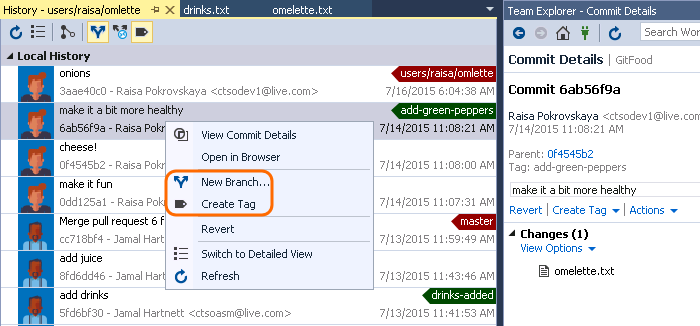 History - users/raisa/omlette
drinks.txt
omelette.txt
Local History
onions
users/raisa/omlette
3aae40c0 - Raisa Pokrovskaya <ctsodev1@live.com>
7/16/2015 6:04:38 AM
make it a bit more healthy
add-green-peppers
6ab56f9a - Raisa Pokr
7/14/2015 11:08:21 AM
cheese!
0f4545b2 - Raisa Pokr
7/14/2015 11:08:00 AM
make it fun
0dd125a1 - Raisa Pokr
7/14/2015 11:07:31 AM
Merge pull request 6 f
master
cc718bf4 - Jamal Hart
7/13/2015 11:59:49 AM
add juice
8fd6dd46 - Jamal Hart
7/13/2015 11:43:46 AM
add drinks
drinks-added
5fd6bf30 - Jamal Hartnett <ctsoasm@live.com>
7/13/2015 11:41:53 AM
View Commit Details
Open in Browser
New Branch...
Create Tag
Revert
Switch to Detailed View
Refresh
Team Explorer - Commit Details
Search Wo
Commit Details | GitFood
Commit 6ab56f9a
Raisa Pokrovskaya <ctsodev1@live.com>
7/14/2015 11:08:21 AM
Parent: 0f4545b2
Tag: add-green-peppers
make it a bit more healthy
Revert | Create Tag | Actions
Changes (1)
View Options
omelette.txt